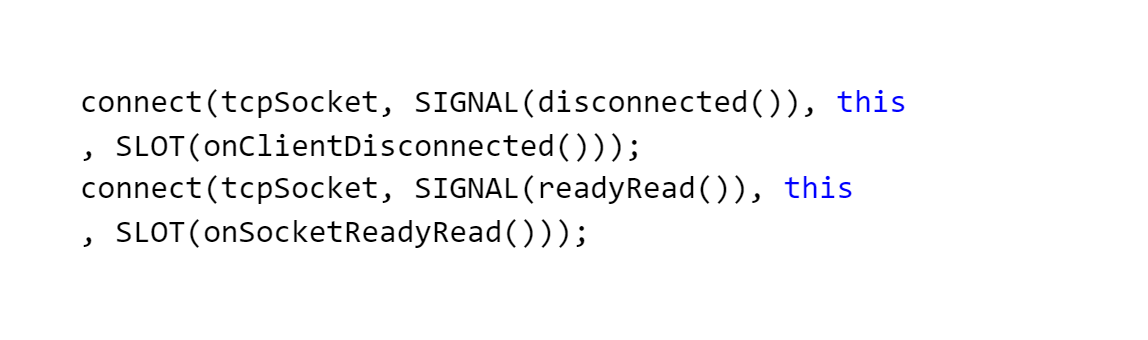 connect(tcpSocket, SIGNAL(disconnected()), this
, SLOT(onClientDisconnected()));
connect(tcpSocket, SIGNAL(readyRead()), this
, SLOT(onSocketReadyRead()));